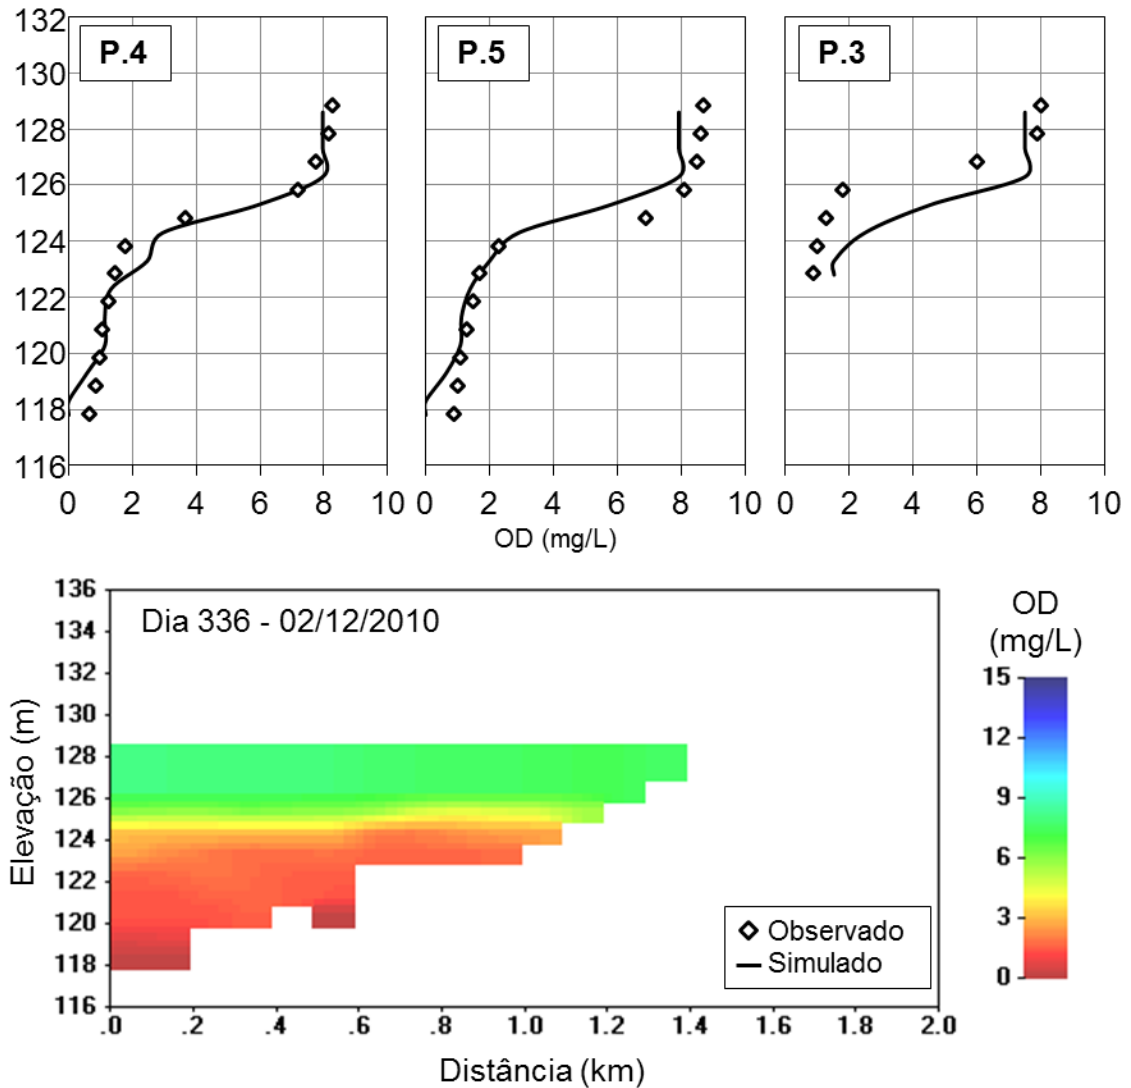 P.4
P.5
P.3
132
130
128
126
124
122
120
118
116
0 2 4 6 8 10 0 2 4 6 8 10 0 2 4 6 8 10
OD (mg/L)
Dia 336 - 02/12/2010
Elevação (m)
136
134
132
130
128
126
124
122
120
118
116
.0 .2 .4 .6 .8 1.0 1.2 1.4 1.6 1.8 2.0
Distância (km)
Observado
Simulado
OD
(mg/L)
15
12
9
6
3
0